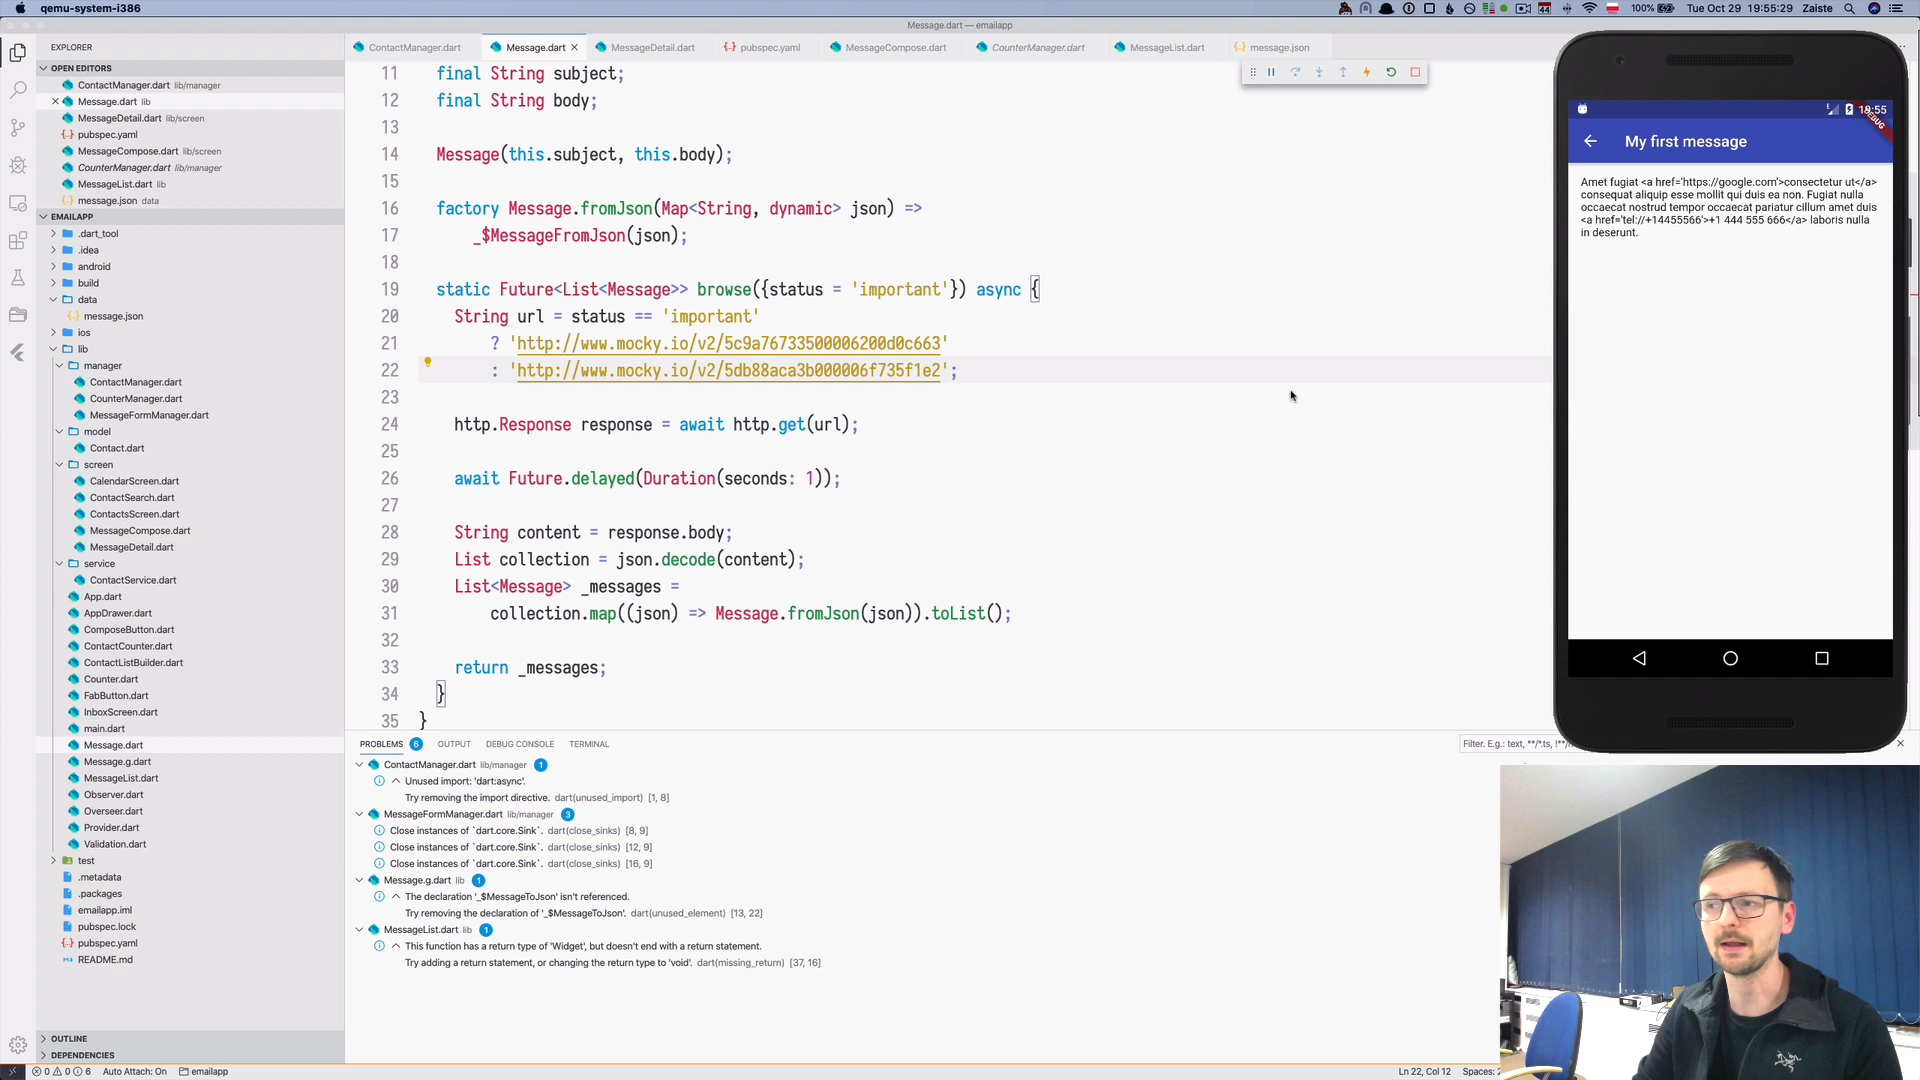 qemu-system-i386
100%
Tue Oct 29 19:55:29
Zaiste
Message.dart — emailapp
EXPLORER
OPEN EDITORS
ContactManager.dart lib/manager
Message.dart lib
MessageDetail.dart lib/screen
pubspec.yaml
MessageCompose.dart lib/screen
CounterManager.dart lib/manager
MessageList.dart lib
message.json data
EMAILAPP
.dart_tool
.idea
android
build
data
message.json
ios
lib
manager
ContactManager.dart
CounterManager.dart
MessageFormManager.dart
model
Contact.dart
screen
CalendarScreen.dart
ContactSearch.dart
ContactsScreen.dart
MessageCompose.dart
MessageDetail.dart
service
ContactService.dart
App.dart
AppDrawer.dart
ComposeButton.dart
ContactCounter.dart
ContactListBuilder.dart
Counter.dart
FabButton.dart
InboxScreen.dart
main.dart
Message.dart
Message.g.dart
MessageList.dart
Observer.dart
Overseer.dart
Provider.dart
Validation.dart
test
.metadata
.packages
emailapp.iml
pubspec.lock
pubspec.yaml
README.md
OUTLINE
DEPENDENCIES
ContactManager.dart Message.dart MessageDetail.dart pubspec.yaml MessageCompose.dart CounterManager.dart MessageList.dart message.json
11 final String subject;
12 final String body;
13
14 Message(this.subject, this.body);
15
16 factory Message.fromJson(Map<String, dynamic> json) =>
17 _$MessageFromJson(json);
18
19 static Future<List<Message>> browse({status = 'important'}) async {
20 String url = status == 'important'
21 ? 'http://www.mocky.io/v2/5c9a76733500006200d0c663'
22 : 'http://www.mocky.io/v2/5db88aca3b000006f735f1e2';
23
24 http.Response response = await http.get(url);
25
26 await Future.delayed(Duration(seconds: 1));
27
28 String content = response.body;
29 List collection = json.decode(content);
30 List<Message> _messages =
31 collection.map((json) => Message.fromJson(json)).toList();
32
33 return _messages;
34 }
35 }
PROBLEMS 6 OUTPUT DEBUG CONSOLE TERMINAL
ContactManager.dart lib/manager 1
Unused import: 'dart:async'.
Try removing the import directive. dart(unused_import) [1, 8]
MessageFormManager.dart lib/manager 3
Close instances of `dart.core.Sink`. dart(close_sinks) [8, 9]
Close instances of `dart.core.Sink`. dart(close_sinks) [12, 9]
Close instances of `dart.core.Sink`. dart(close_sinks) [16, 9]
Message.g.dart lib 1
The declaration '_$MessageToJson' isn't referenced.
Try removing the declaration of '_$MessageToJson'. dart(unused_element) [13, 22]
MessageList.dart lib 1
This function has a return type of 'Widget', but doesn't end with a return statement.
Try adding a return statement, or changing the return type to 'void'. dart(missing_return) [37, 16]
Filter. E.g.: text, **/*.ts,
19:55
DEBUG
My first message
Amet fugiat <a href='https://google.com'>consectetur ut</a>
consequat aliquip esse mollit qui duis ea non. Fugiat nulla
occaecat nostrud tempor occaecat pariatur cillum amet duis
<a href='tel://+14455566'>+1 444 555 666</a> laboris nulla
in deserunt.
0 0 6 Auto Attach: On emailapp
Ln 22, Col 12 Spaces: